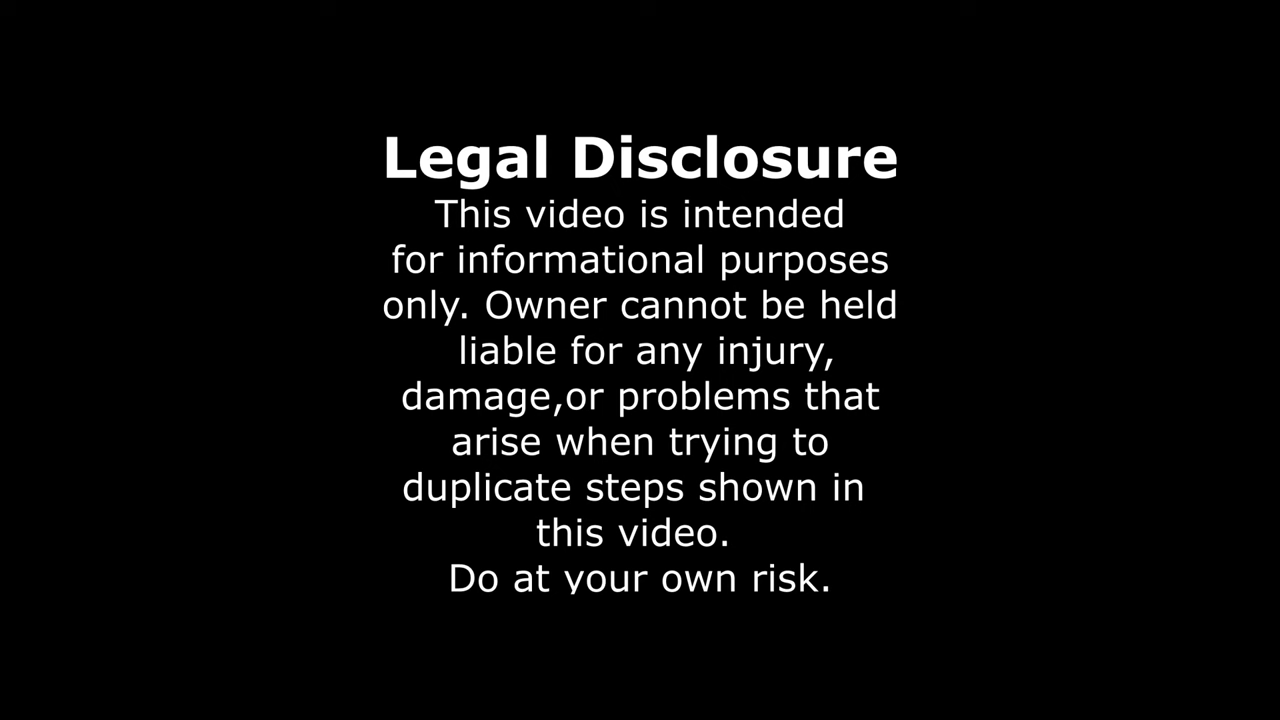 Legal Disclosure
This video is intended
for informational purposes
only. Owner cannot be held
liable for any injury,
damage,or problems that
arise when trying to
duplicate steps shown in
this video.
Do at your own risk.